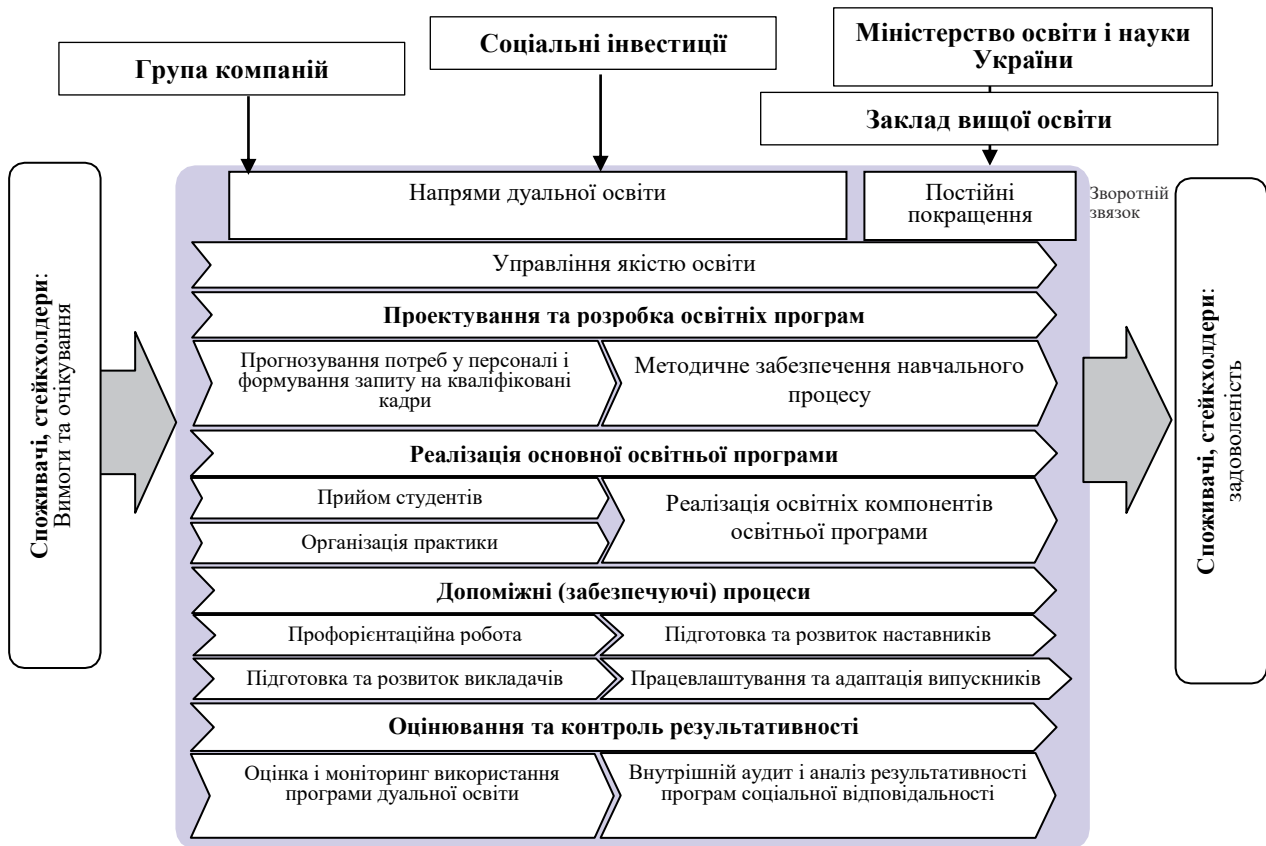 Група компаній
Соціальні інвестиції
Міністерство освіти і науки
України
Заклад вищої освіти
Споживачі, стейкхолдери:
Вимоги та очікування
Напрями дуальної освіти
Постійні
покращення
Зворотній
звязок
Управління якістю освіти
Проектування та розробка освітніх програм
Прогнозування потреб у персоналі і
формування запиту на кваліфіковані
кадри
Методичне забезпечення навчального
процесу
Реалізація основної освітньої програми
Прийом студентів
Організація практики
Реалізація освітніх компонентів
освітньої програми
Допоміжні (забезпечуючі) процеси
Профорієнтаційна робота
Підготовка та розвиток наставників
Підготовка та розвиток викладачів
Працевлаштування та адаптація випускників
Оцінювання та контроль результативності
Оцінка і моніторинг використання
програми дуальної освіти
Внутрішній аудит і аналіз результативності
програм соціальної відповідальності
Споживачі, стейкхолдери:
задоволеність